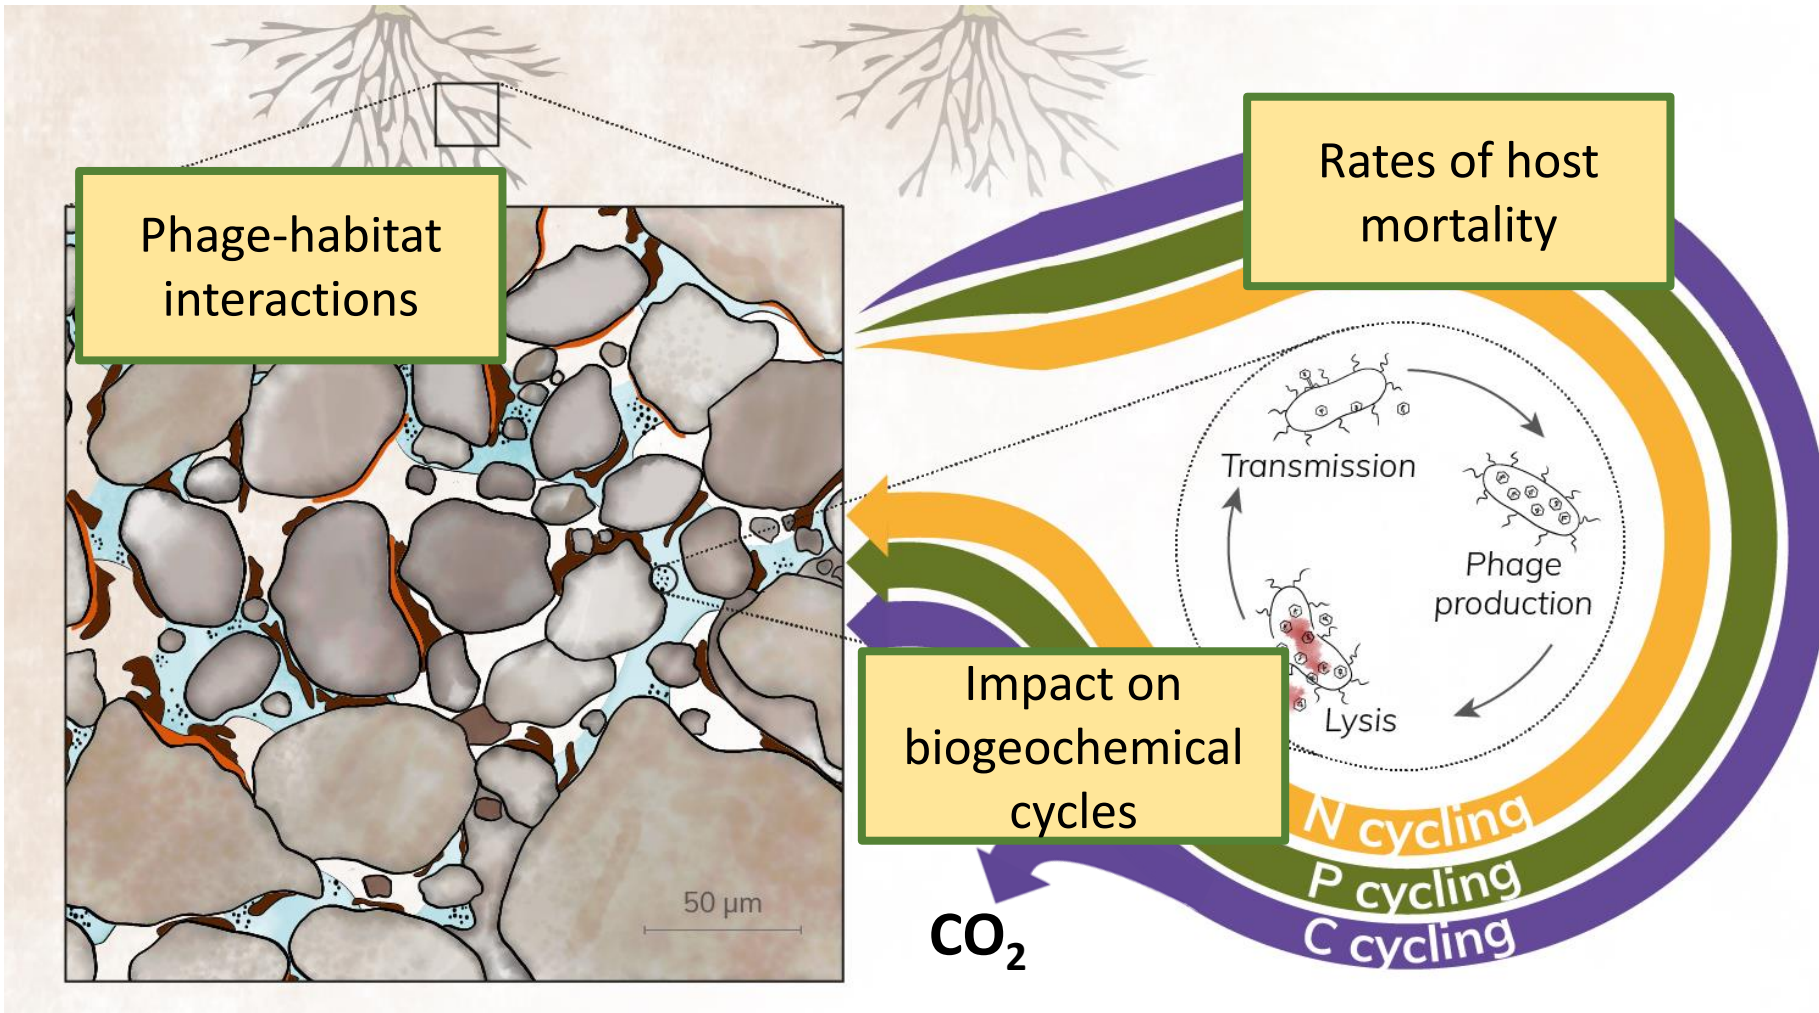 Rates of host
mortality
Phage-habitat
interactions
Transmission
Phage
production
Lysis
Impact on
biogeochemical
cycles
N cycling
P cycling
C cycling
50 µm
CO₂